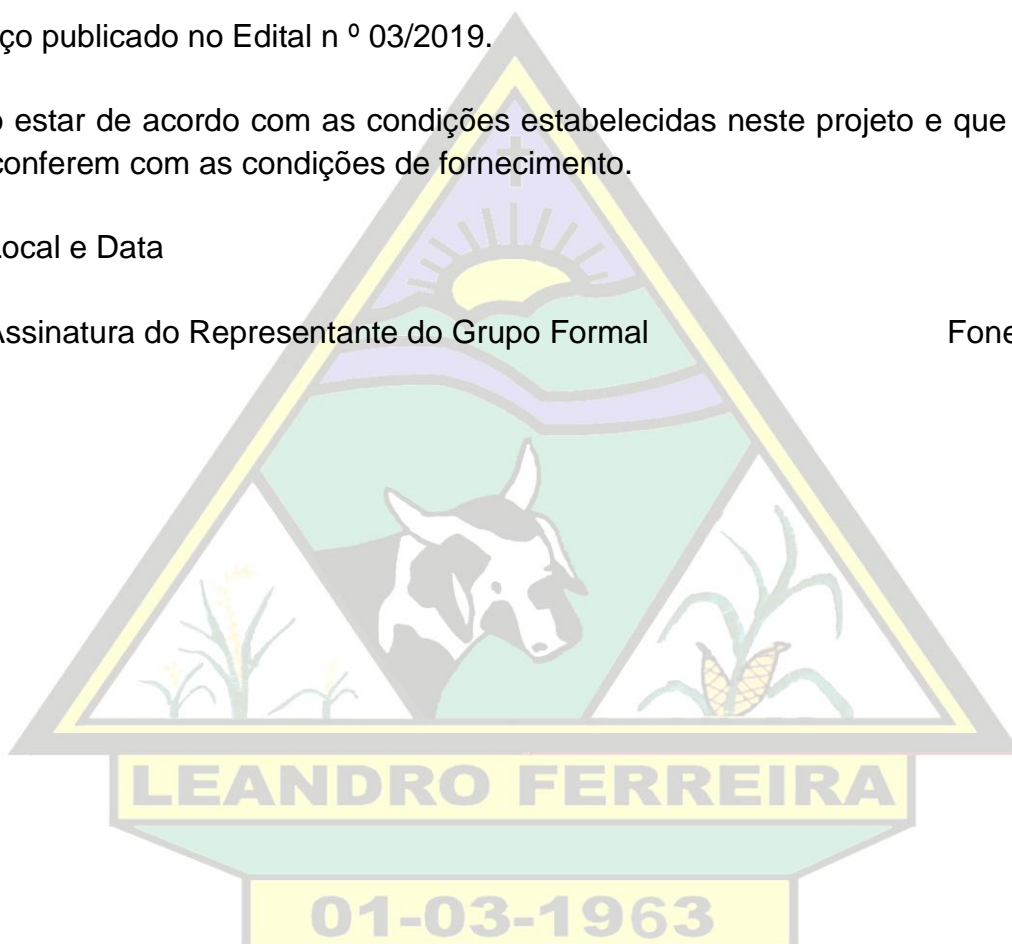 ço publicado no Edital n º 03/2019.
o estar de acordo com as condições estabelecidas neste projeto e que
conferem com as condições de fornecimento.
Local e Data
Assinatura do Representante do Grupo Formal Fone
LEANDRO FERREIRA
01-03-1963